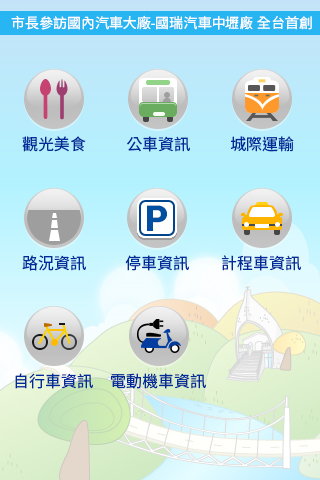 市長參訪國內汽車大廠-國瑞汽車中壢廠 全台首創
觀光美食
公車資訊
城際運輸
路況資訊
P
停車資訊
計程車資訊
自行車資訊
電動機車資訊